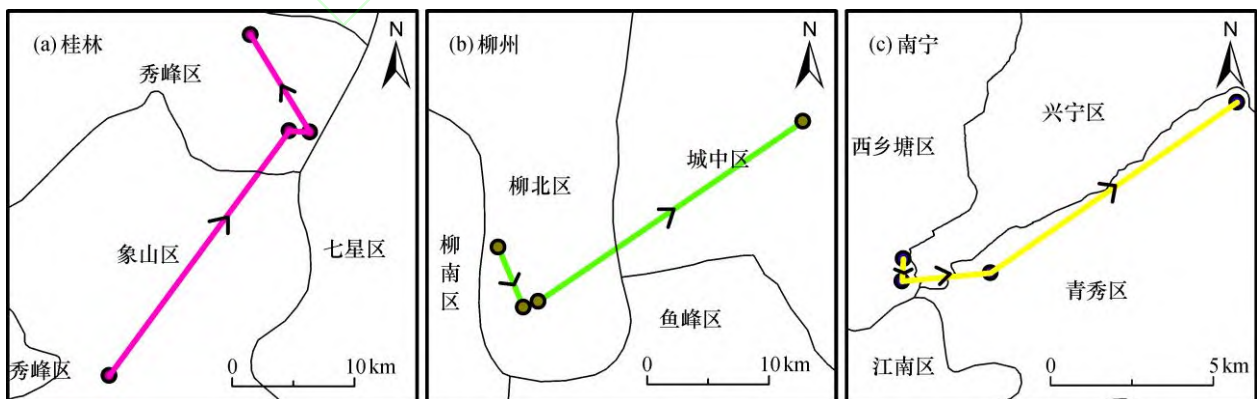 (a) 桂林
N
秀峰区
象山区
七星区
秀峰区
0 10 km
(b) 柳州
N
城中区
柳北区
柳南区
鱼峰区
0 10 km
(c) 南宁
N
兴宁区
西乡塘区
青秀区
江南区
0 5 km